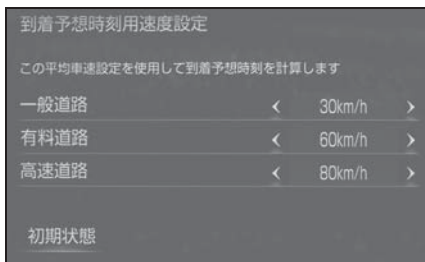 到着予想時刻用速度設定
この平均車速設定を使用して到着予想時刻を計算します
一般道路 < 30km/h >
有料道路 < 60km/h >
高速道路 < 80km/h >
初期状態